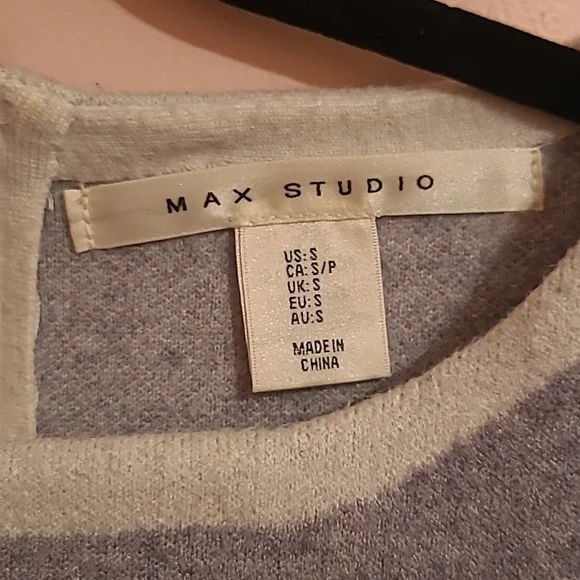 MAX STUDIO
US:S
CA:S/P
UK:S
EU:S
AU:S
MADE IN
CHINA